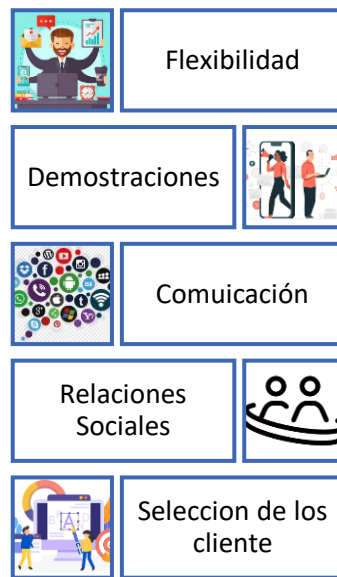 Flexibilidad
Demostraciones
Comuicación
Relaciones
Sociales
Seleccion de los
cliente